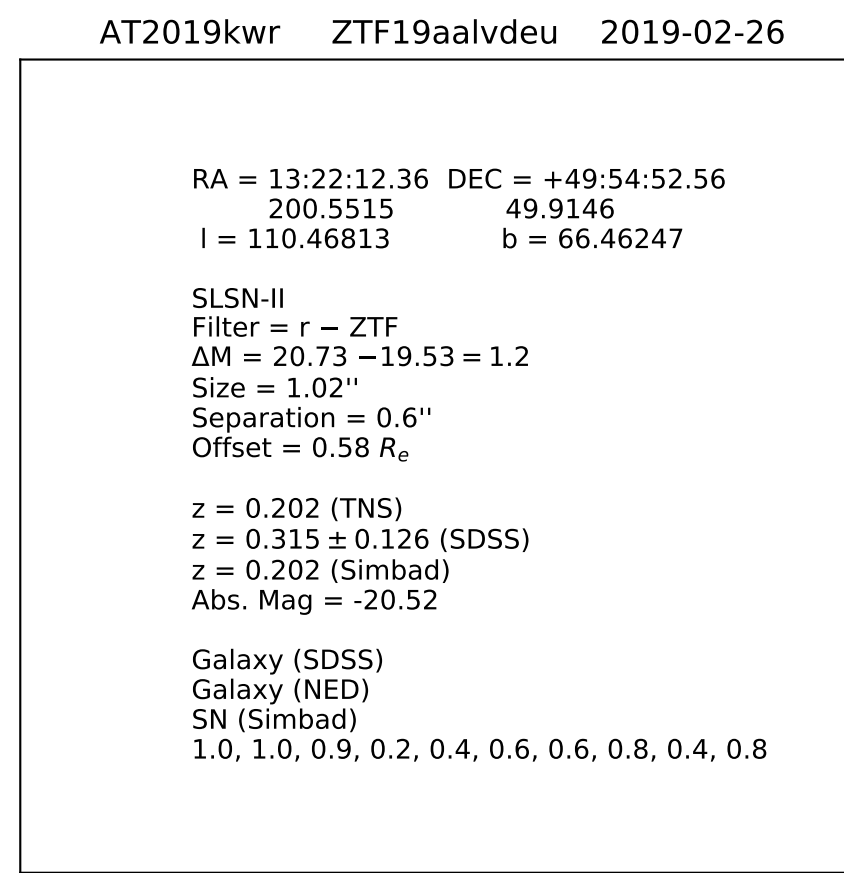 AT2019kwr ZTF19aalvdeu 2019-02-26
RA = 13:22:12.36 DEC = +49:54:52.56
200.5515 49.9146
l = 110.46813 b = 66.46247
SLSN-II
Filter = r − ZTF
ΔM = 20.73 −19.53 = 1.2
Size = 1.02''
Separation = 0.6''
Offset = 0.58 Rₑ
z = 0.202 (TNS)
z = 0.315 ± 0.126 (SDSS)
z = 0.202 (Simbad)
Abs. Mag = -20.52
Galaxy (SDSS)
Galaxy (NED)
SN (Simbad)
1.0, 1.0, 0.9, 0.2, 0.4, 0.6, 0.6, 0.8, 0.4, 0.8